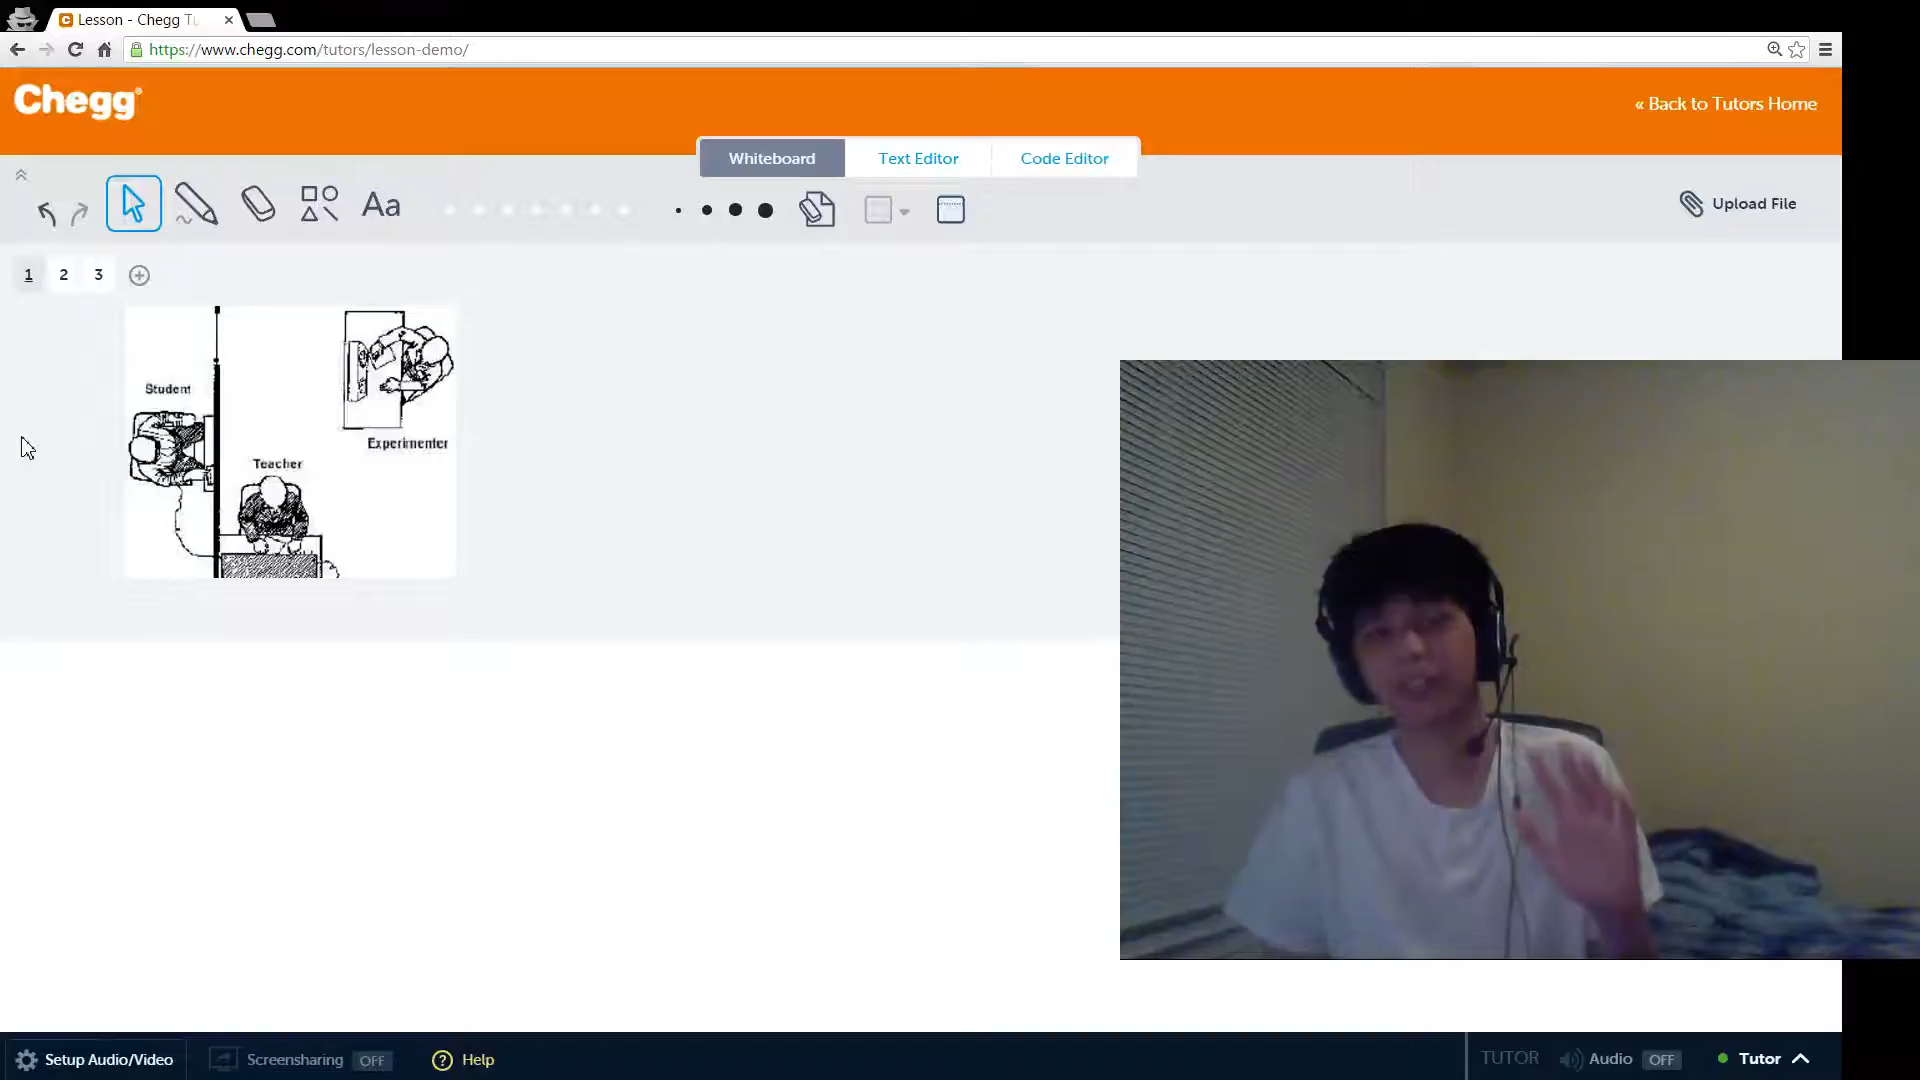 Lesson - Chegg Tu
https://www.chegg.com/tutors/lesson-demo/
Chegg®
« Back to Tutors Home
Whiteboard
Text Editor
Code Editor
Aa
Upload File
1
2
3
Student
Experimenter
Teacher
Setup Audio/Video
Screensharing OFF
? Help
TUTOR
Audio OFF
Tutor